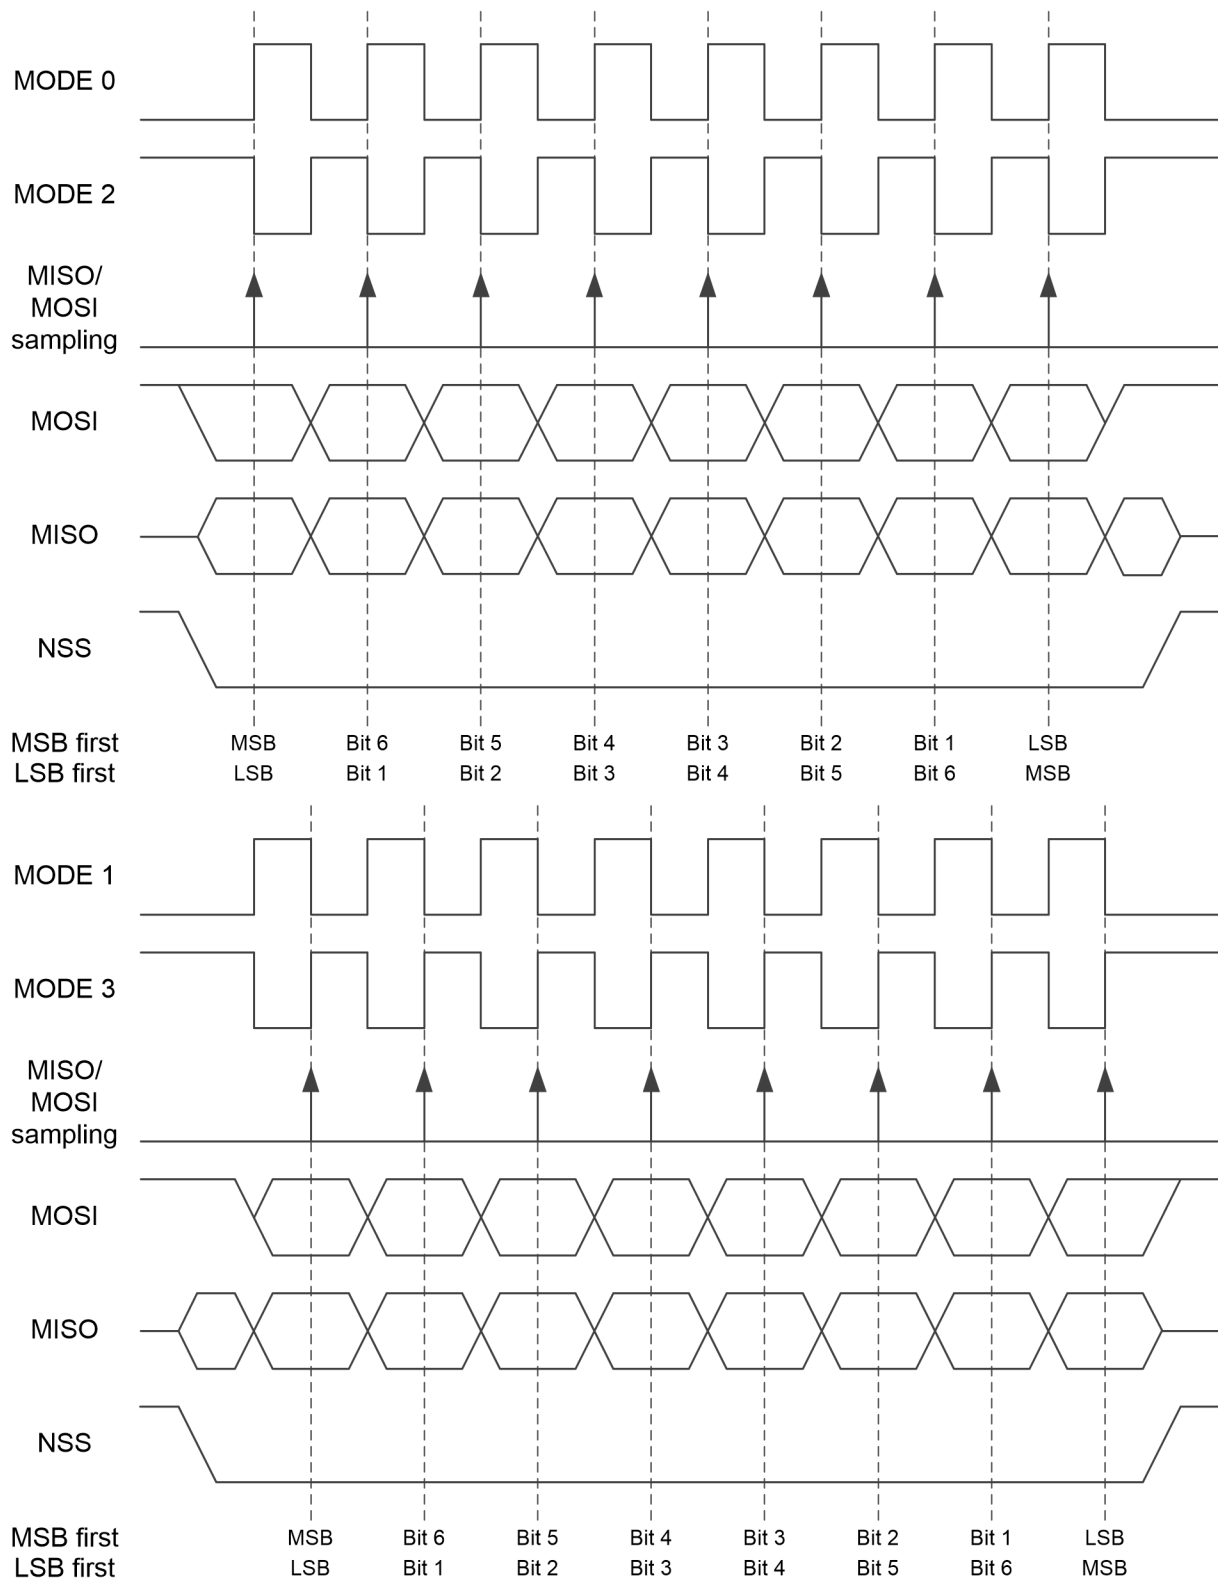 MODE 0
MODE 2
MISO/
MOSI
sampling
MOSI
MISO
NSS
MSB first MSB Bit 6 Bit 5 Bit 4 Bit 3 Bit 2 Bit 1 LSB
LSB first LSB Bit 1 Bit 2 Bit 3 Bit 4 Bit 5 Bit 6 MSB
MODE 1
MODE 3
MISO/
MOSI
sampling
MOSI
MISO
NSS
MSB first MSB Bit 6 Bit 5 Bit 4 Bit 3 Bit 2 Bit 1 LSB
LSB first LSB Bit 1 Bit 2 Bit 3 Bit 4 Bit 5 Bit 6 MSB